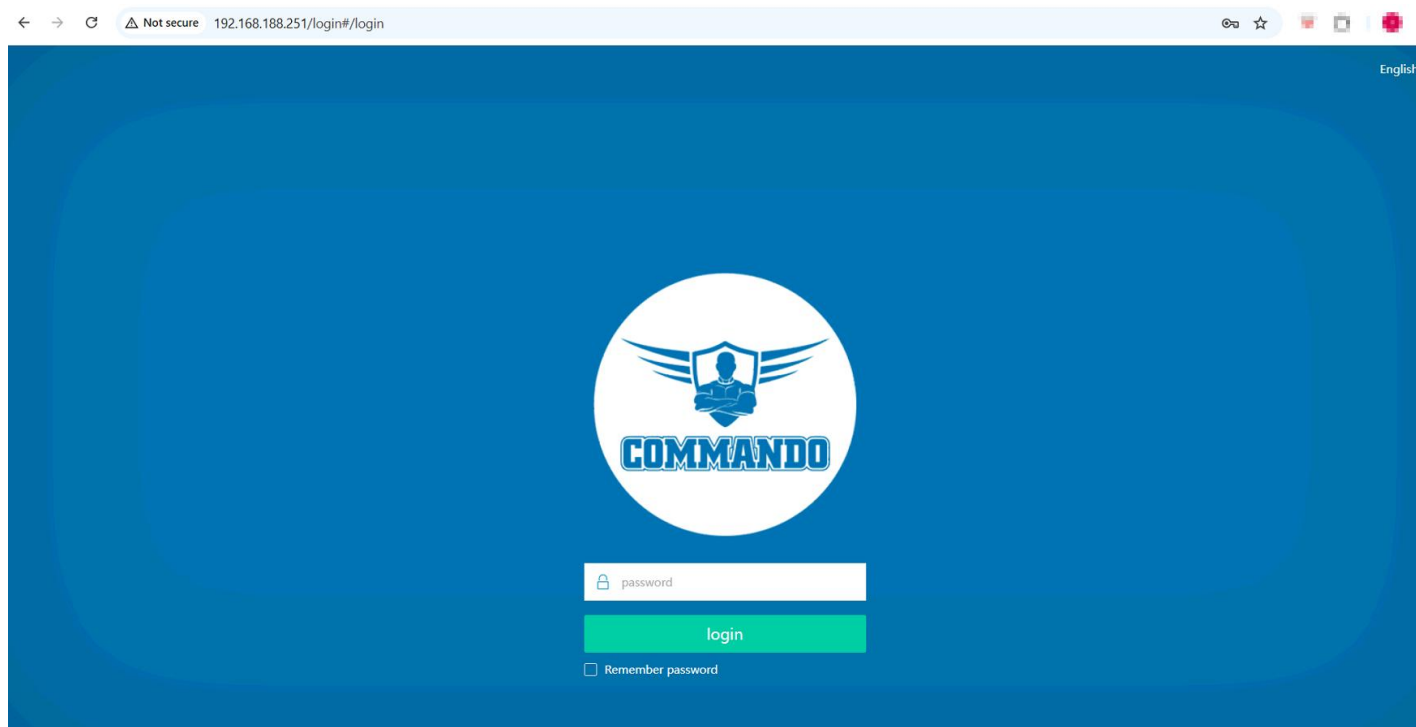 Not secure 192.168.188.251/login#/login
English
COMMANDO
password
login
Remember password